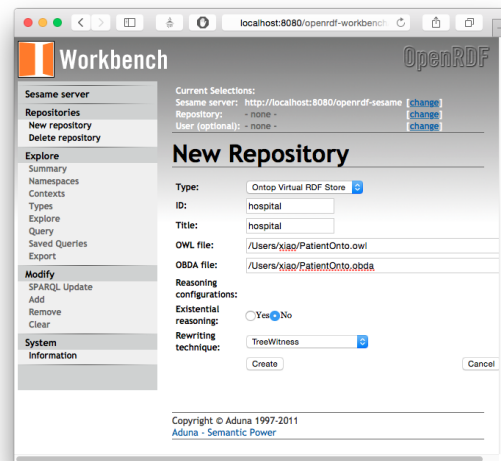 localhost:8080/openrdf-workbench
Workbench
OpenRDF
Sesame server
Repositories
New repository
Delete repository
Explore
Summary
Namespaces
Contexts
Types
Explore
Query
Saved Queries
Export
Modify
SPARQL Update
Add
Remove
Clear
System
Information
Current Selections:
Sesame server: http://localhost:8080/openrdf-sesame [change]
Repository: - none - [change]
User (optional): - none - [change]
New Repository
Type: Ontop Virtual RDF Store
ID: hospital
Title: hospital
OWL file: /Users/xiao/PatientOnto.owl
OBDA file: /Users/xiao/PatientOnto.obda
Reasoning
configurations:
Existential
reasoning: Yes No
Rewriting
technique: TreeWitness
Create Cancel
Copyright © Aduna 1997-2011
Aduna - Semantic Power